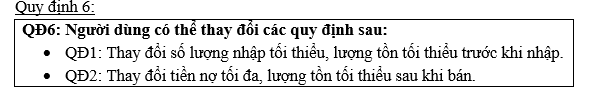 Quy định 6:
QĐ6: Người dùng có thể thay đổi các quy định sau:
• QĐ1: Thay đổi số lượng nhập tối thiểu, lượng tồn tối thiểu trước khi nhập.
• QĐ2: Thay đổi tiền nợ tối đa, lượng tồn tối thiểu sau khi bán.